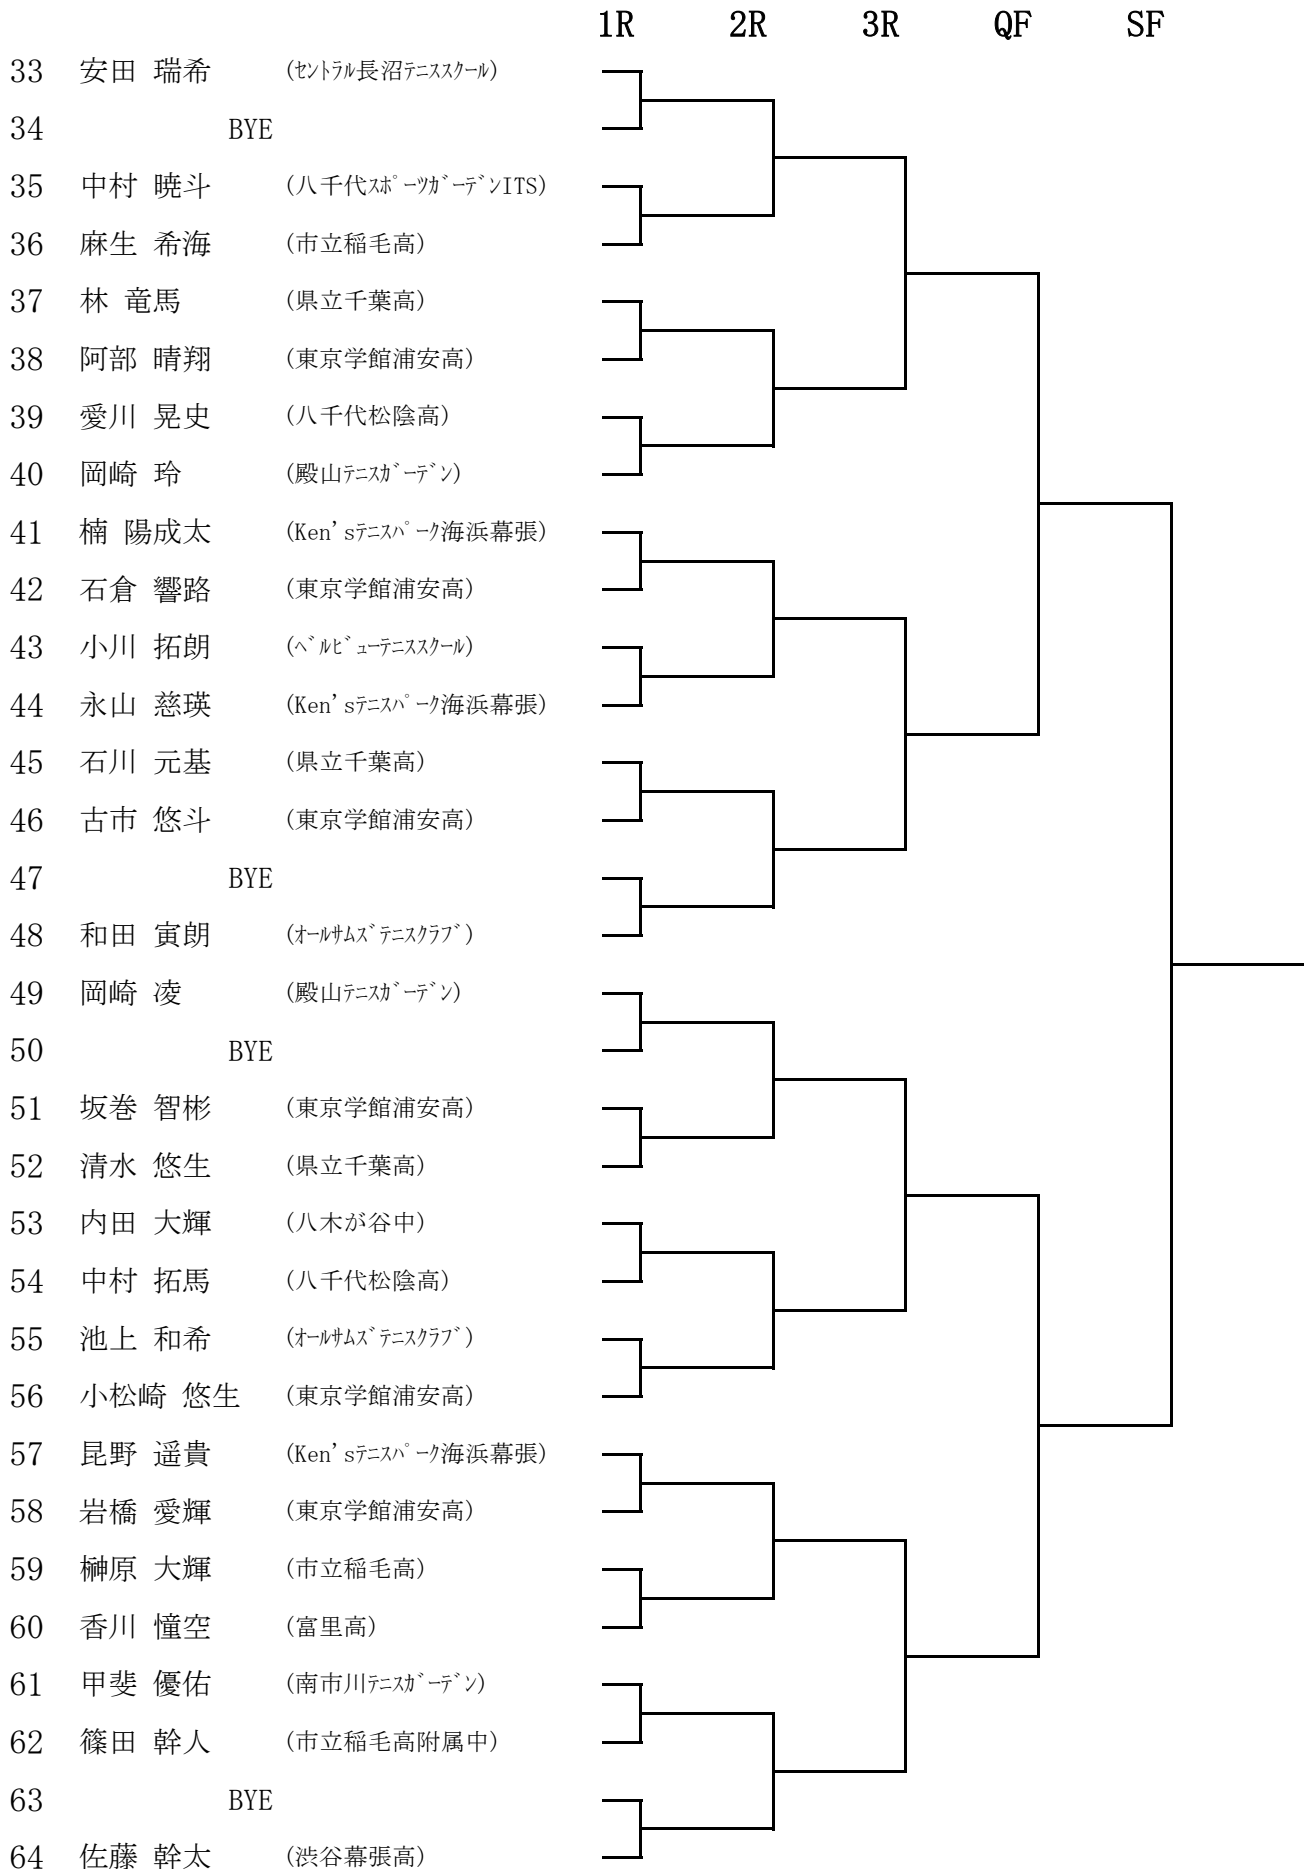 1R 2R 3R QF SF
33 安田 瑞希 (ｾﾝﾄﾗﾙ長沼ﾃﾆｽｽｸｰﾙ)
34 BYE
35 中村 暁斗 (八千代ｽﾎﾟｰﾂｶﾞｰﾃﾞﾝITS)
36 麻生 希海 (市立稲毛高)
37 林 竜馬 (県立千葉高)
38 阿部 晴翔 (東京学館浦安高)
39 愛川 晃史 (八千代松陰高)
40 岡崎 玲 (殿山ﾃﾆｽｶﾞｰﾃﾞﾝ)
41 楠 陽成太 (Ken'sﾃﾆｽﾊﾟｰｸ海浜幕張)
42 石倉 響路 (東京学館浦安高)
43 小川 拓朗 (ﾍﾞﾙﾋﾞｭｰﾃﾆｽｽｸｰﾙ)
44 永山 慈瑛 (Ken'sﾃﾆｽﾊﾟｰｸ海浜幕張)
45 石川 元基 (県立千葉高)
46 古市 悠斗 (東京学館浦安高)
47 BYE
48 和田 寅朗 (ｵｰﾙｻﾑｽﾞﾃﾆｽｸﾗﾌﾞ)
49 岡崎 凌 (殿山ﾃﾆｽｶﾞｰﾃﾞﾝ)
50 BYE
51 坂巻 智彬 (東京学館浦安高)
52 清水 悠生 (県立千葉高)
53 内田 大輝 (八木が谷中)
54 中村 拓馬 (八千代松陰高)
55 池上 和希 (ｵｰﾙｻﾑｽﾞﾃﾆｽｸﾗﾌﾞ)
56 小松崎 悠生 (東京学館浦安高)
57 昆野 遥貴 (Ken'sﾃﾆｽﾊﾟｰｸ海浜幕張)
58 岩橋 愛輝 (東京学館浦安高)
59 榊原 大輝 (市立稲毛高)
60 香川 憧空 (富里高)
61 甲斐 優佑 (南市川ﾃﾆｽｶﾞｰﾃﾞﾝ)
62 篠田 幹人 (市立稲毛高附属中)
63 BYE
64 佐藤 幹太 (渋谷幕張高)